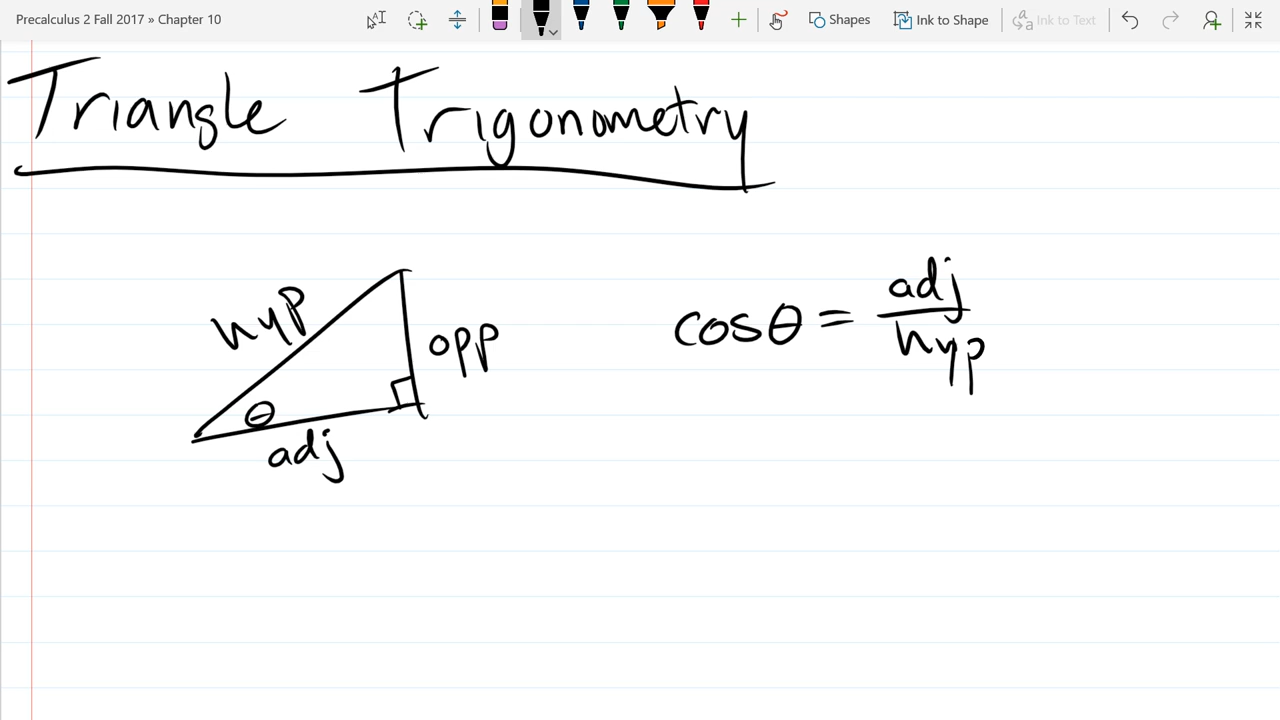 Precalculus 2 Fall 2017 » Chapter 10
Shapes
Ink to Shape
Ink to Text
Triangle Trigonometry
hyp
opp
θ
adj
cosθ = adj/hyp